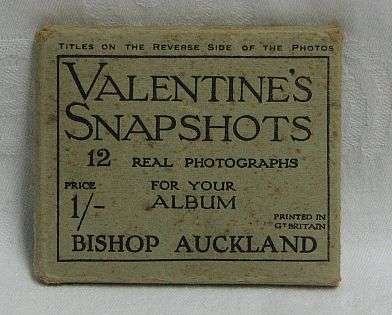 TITLES ON THE REVERSE SIDE OF THE PHOTOS
VALENTINE'S
SNAPSHOTS
12 REAL PHOTOGRAPHS
PRICE
1/-
FOR YOUR
ALBUM
PRINTED IN
GT BRITAIN
BISHOP AUCKLAND